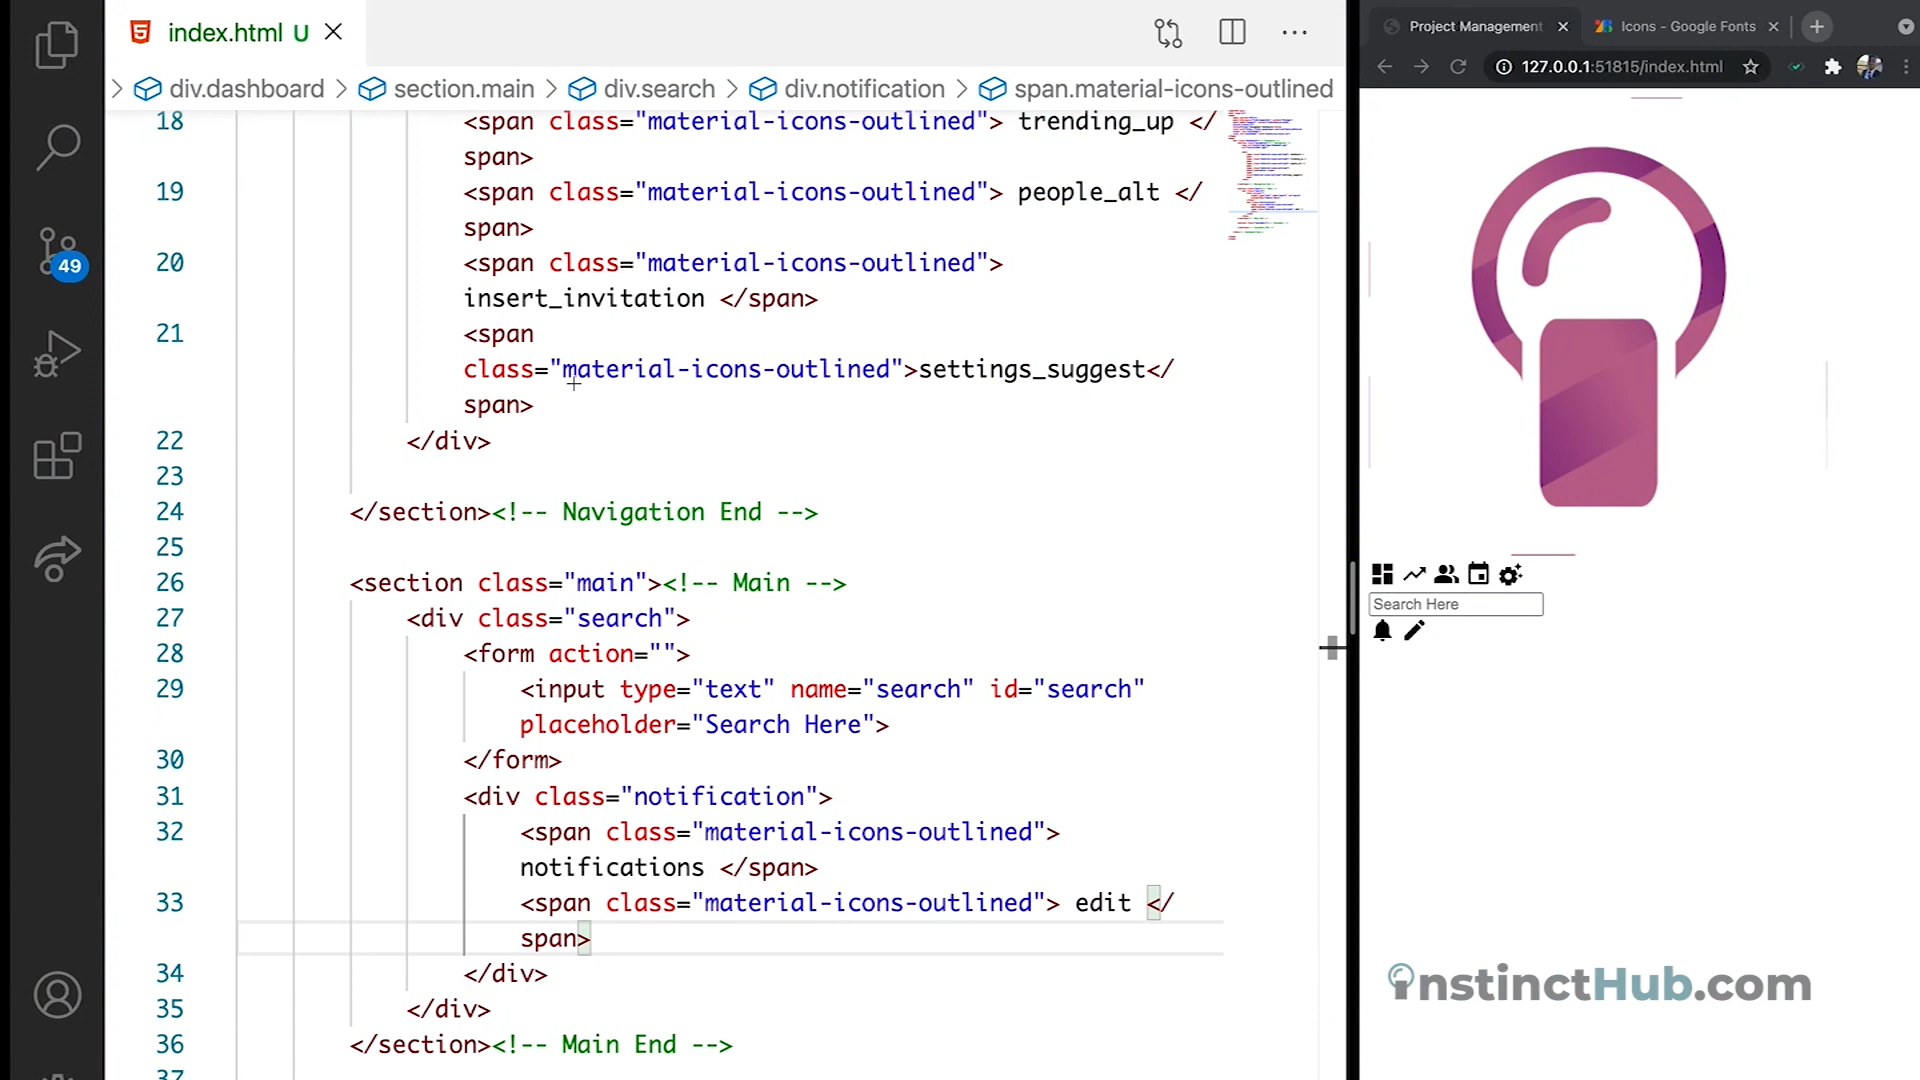 index.html U
div.dashboard section.main div.search div.notification span.material-icons-outlined
18 <span class="material-icons-outlined"> trending_up </
span>
19 <span class="material-icons-outlined"> people_alt </
span>
20 <span class="material-icons-outlined">
insert_invitation </span>
21 <span
class="material-icons-outlined">settings_suggest</
span>
22 </div>
23
24 </section><!-- Navigation End -->
25
26 <section class="main"><!-- Main -->
27 <div class="search">
28 <form action="">
29 <input type="text" name="search" id="search"
placeholder="Search Here">
30 </form>
31 <div class="notification">
32 <span class="material-icons-outlined">
notifications </span>
33 <span class="material-icons-outlined"> edit </
span>
34 </div>
35 </div>
36 </section><!-- Main End -->
37
49
Project Management
Icons - Google Fonts
127.0.0.1:51815/index.html
Search Here
InstinctHub.com